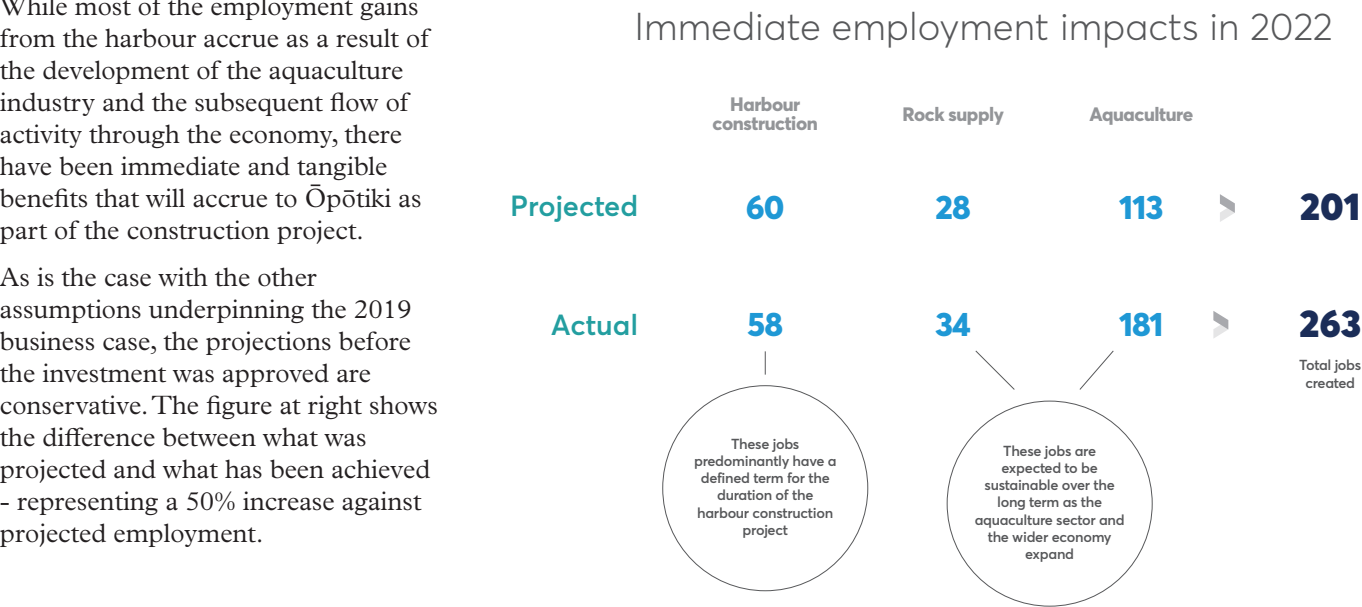 While most of the employment gains
from the harbour accrue as a result of
the development of the aquaculture
industry and the subsequent flow of
activity through the economy, there
have been immediate and tangible
benefits that will accrue to Ōpōtiki as
part of the construction project.
As is the case with the other
assumptions underpinning the 2019
business case, the projections before
the investment was approved are
conservative. The figure at right shows
the difference between what was
projected and what has been achieved
- representing a 50% increase against
projected employment.
Immediate employment impacts in 2022
Harbour
construction
Rock supply
Aquaculture
Projected 60 28 113 201
Actual 58 34 181 263
Total jobs
created
These jobs
predominantly have a
defined term for the
duration of the
harbour construction
project
These jobs are
expected to be
sustainable over the
long term as the
aquaculture sector and
the wider economy
expand